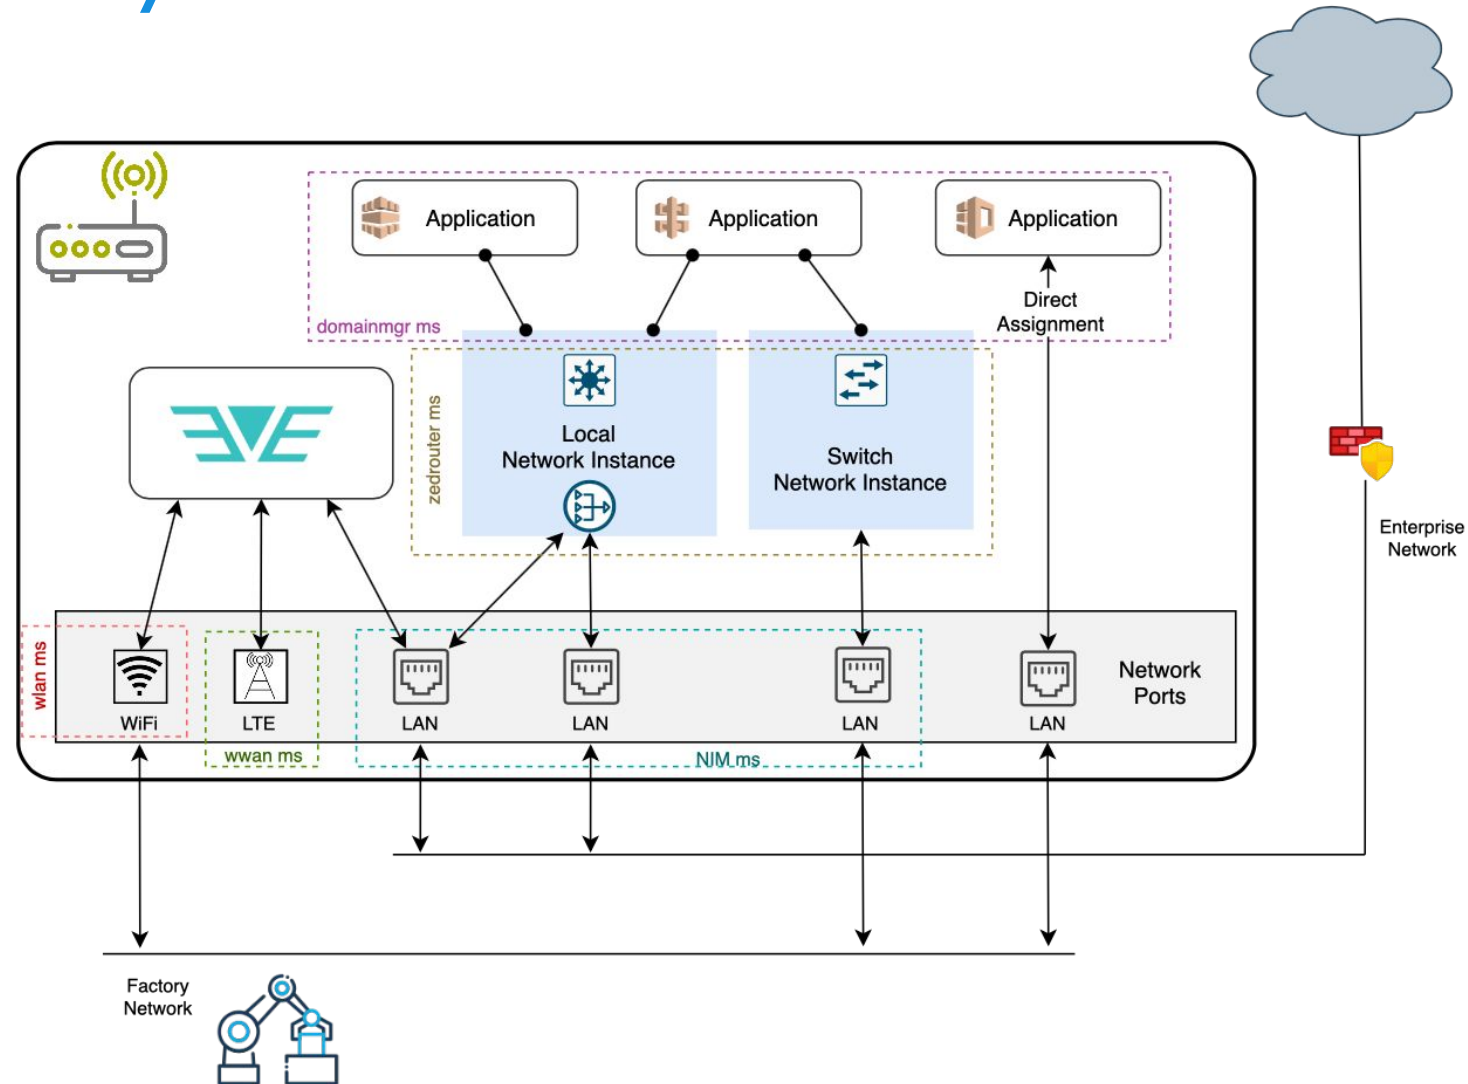 Application
Application
Application
Direct
Assignment
domainmgr ms
EVE
zedrouter ms
Local
Network Instance
Switch
Network Instance
Enterprise
Network
wlan ms
WiFi
LTE
LAN
LAN
LAN
LAN
Network
Ports
wwan ms
NIM ms
Factory
Network